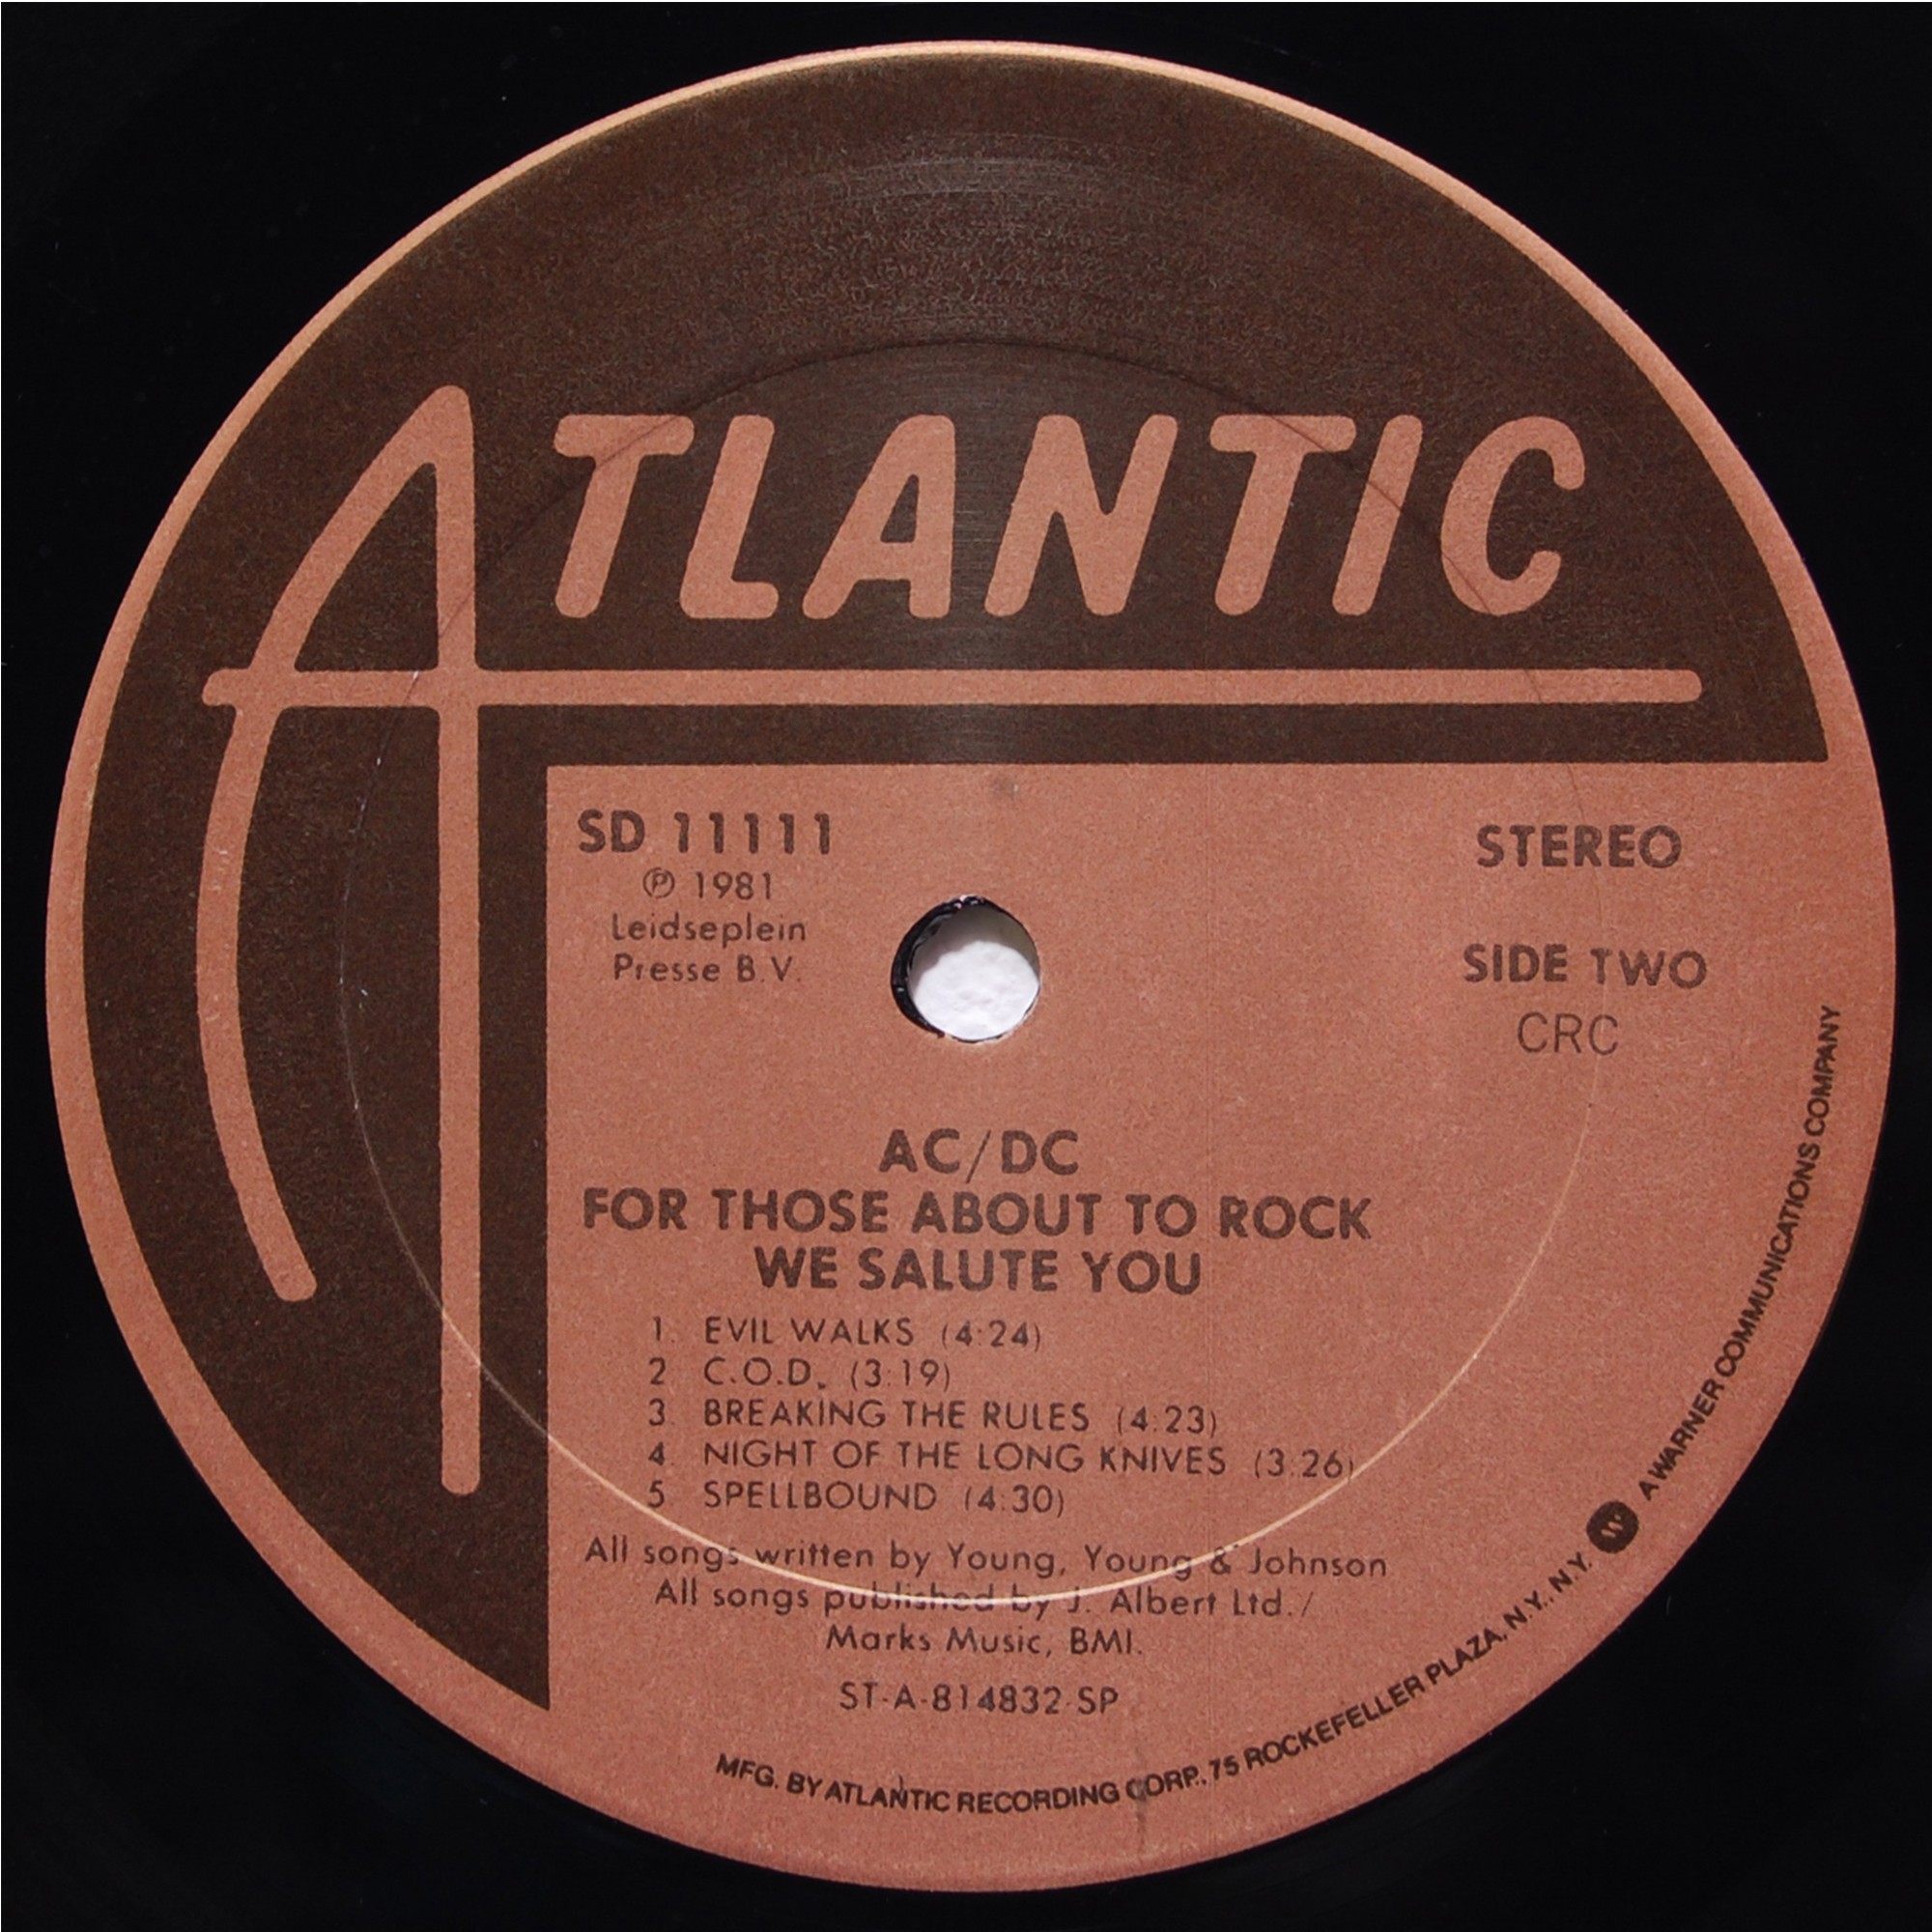 ATLANTIC
SD 11111
℗ 1981
Leidseplein
Presse B.V.
STEREO
SIDE TWO
CRC
AC/DC
FOR THOSE ABOUT TO ROCK
WE SALUTE YOU
1. EVIL WALKS (4:24)
2 C.O.D. (3:19)
3. BREAKING THE RULES (4:23)
4. NIGHT OF THE LONG KNIVES (3:26)
5 SPELLBOUND (4:30)
All songs written by Young, Young & Johnson
All songs published by J. Albert Ltd./
Marks Music, BMI.
ST-A-814832-SP
MFG. BY ATLANTIC RECORDING CORP., 75 ROCKEFELLER PLAZA, N.Y., N.Y. W A WARNER COMMUNICATIONS COMPANY